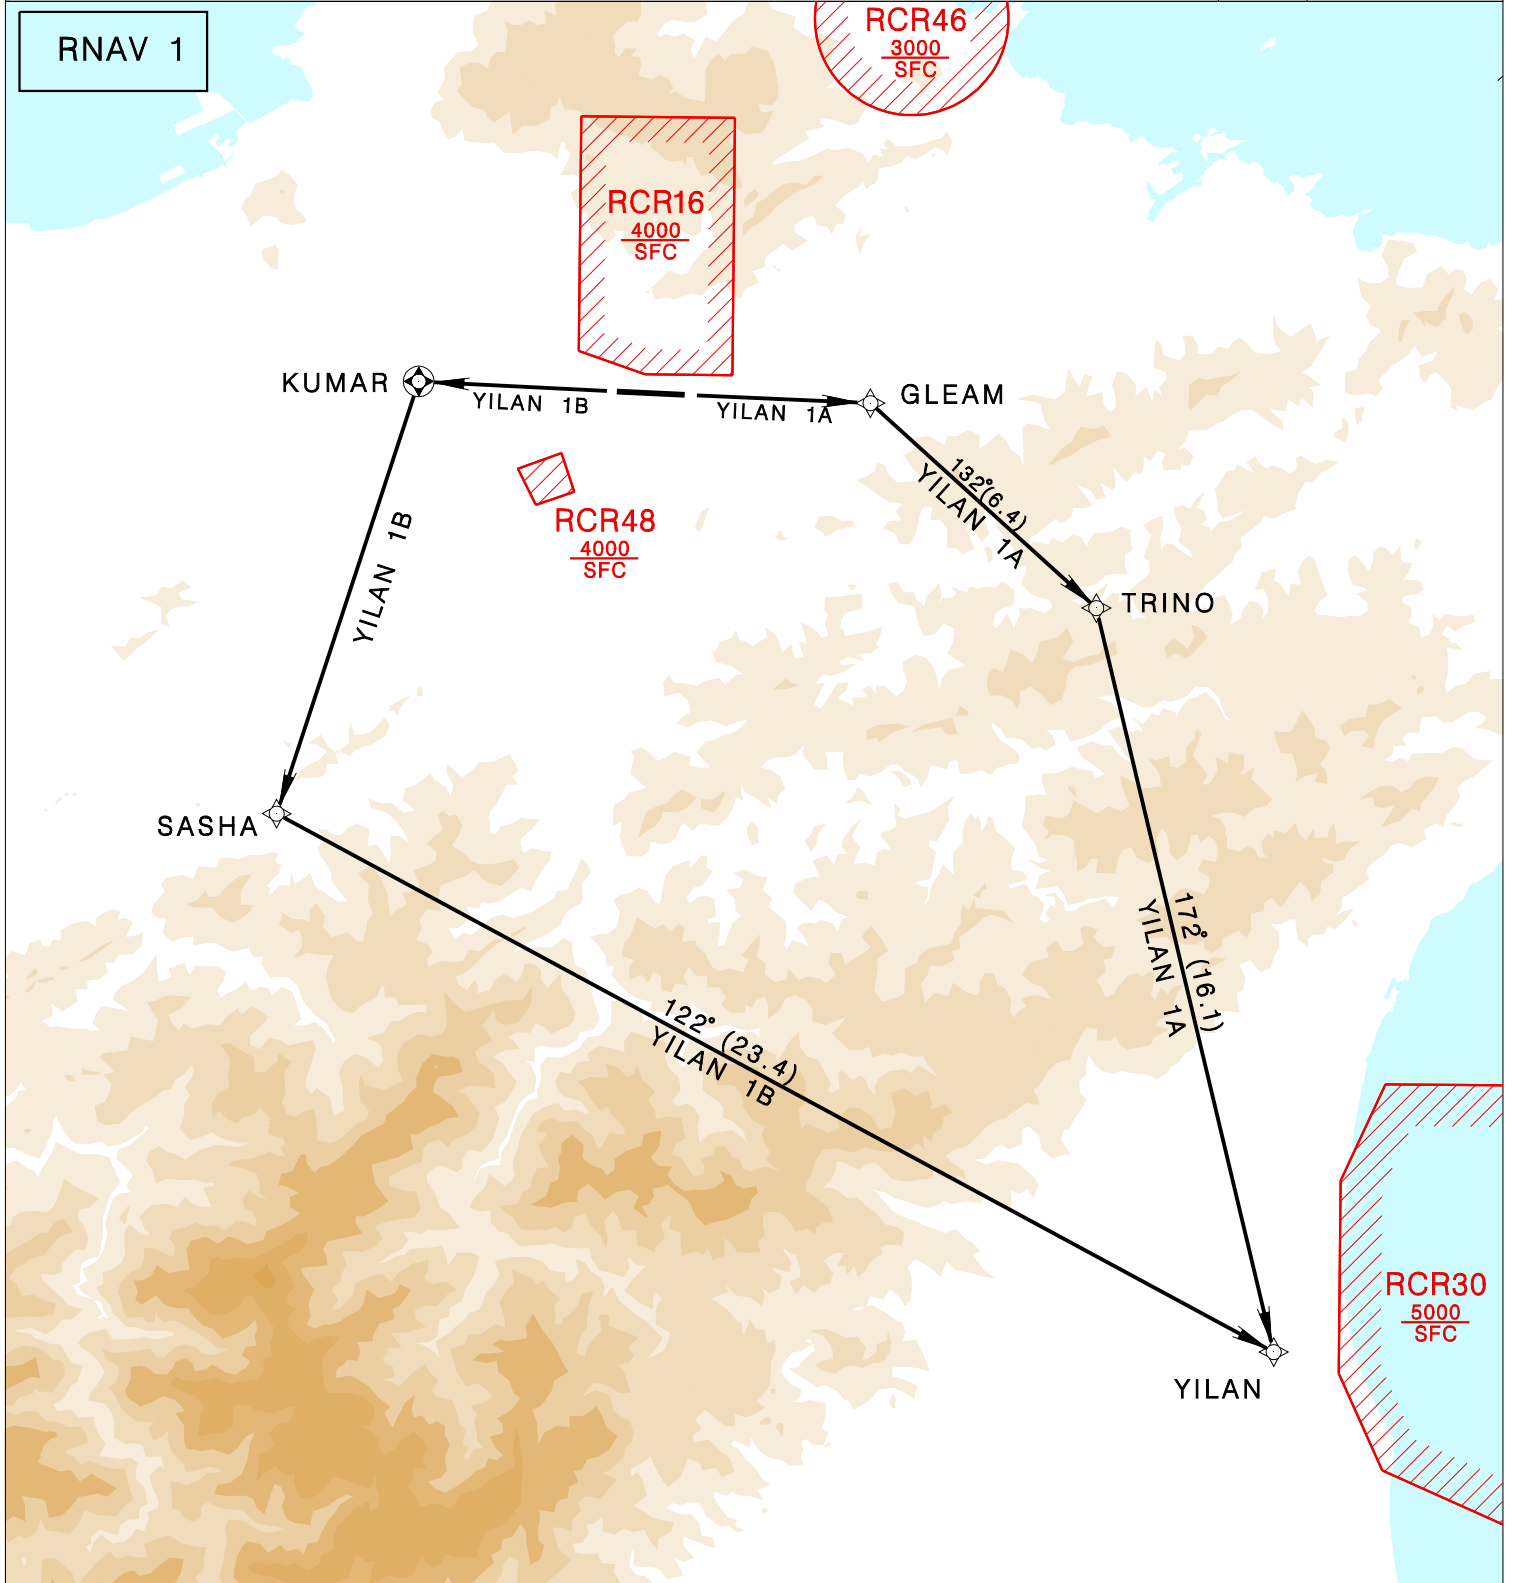 RNAV 1
RCR46
3000
SFC
RCR16
4000
SFC
KUMAR
YILAN 1B
YILAN 1A
GLEAM
132°(6.4)
YILAN 1A
RCR48
4000
SFC
YILAN 1B
TRINO
SASHA
172° (16.1)
YILAN 1A
122° (23.4)
YILAN 1B
RCR30
5000
SFC
YILAN